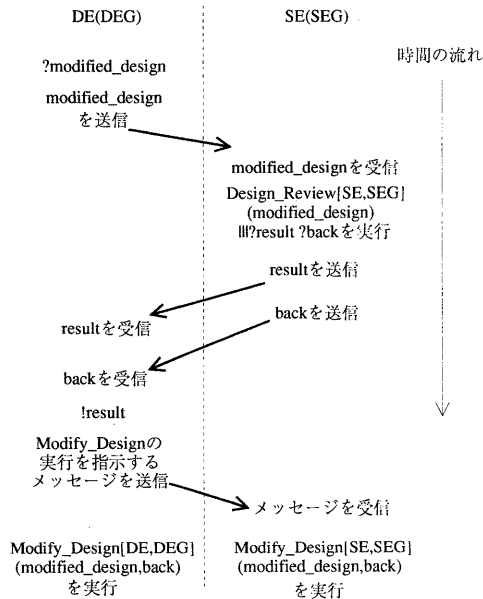 DE(DEG)
SE(SEG)
時間の流れ
?modified_design
modified_design
を送信
modified_designを受信
Design_Review[SE,SEG]
(modified_design)
|||?result ?backを実行
resultを送信
backを送信
resultを受信
backを受信
!result
Modify_Designの
実行を指示する
メッセージを送信
メッセージを受信
Modify_Design[DE,DEG]
(modified_design,back)
を実行
Modify_Design[SE,SEG]
(modified_design,back)
を実行